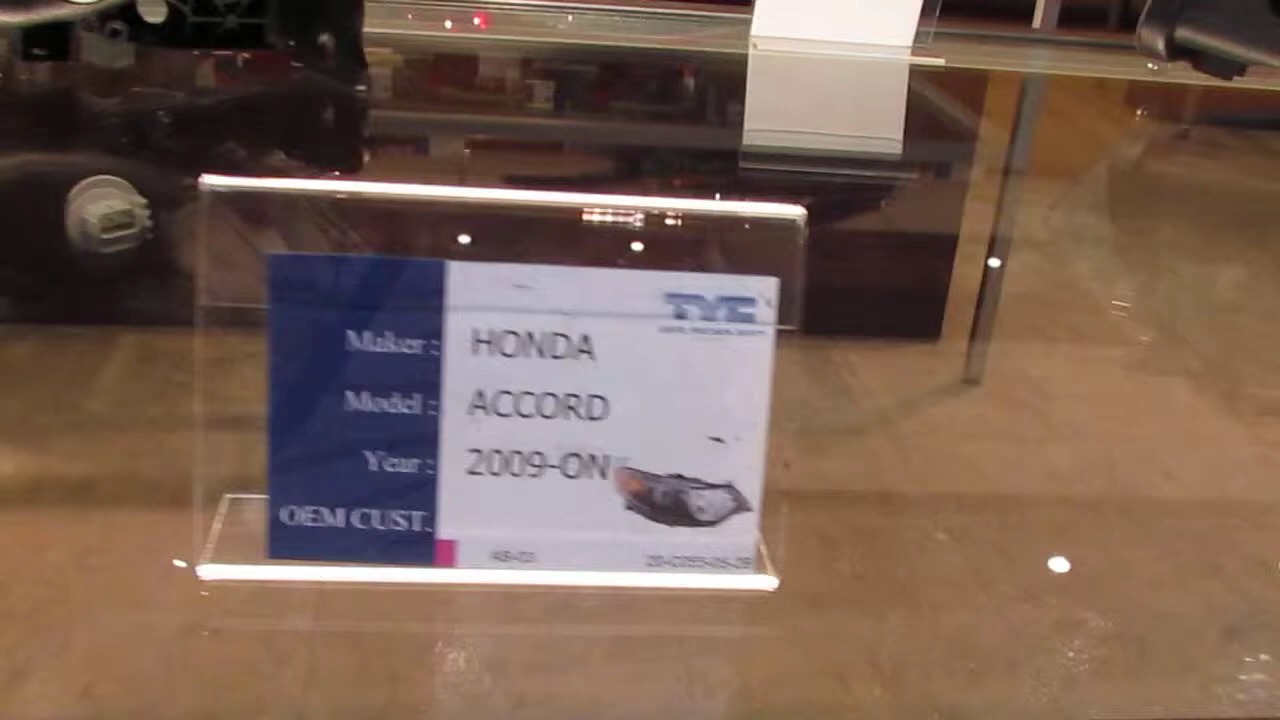 TYC
Maker : HONDA
Model : ACCORD
Year : 2009-ON
OEM CUST.